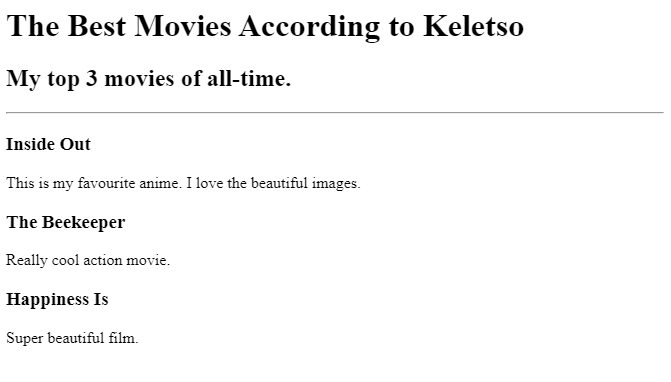 The Best Movies According to Keletso
My top 3 movies of all-time.
Inside Out
This is my favourite anime. I love the beautiful images.
The Beekeeper
Really cool action movie.
Happiness Is
Super beautiful film.